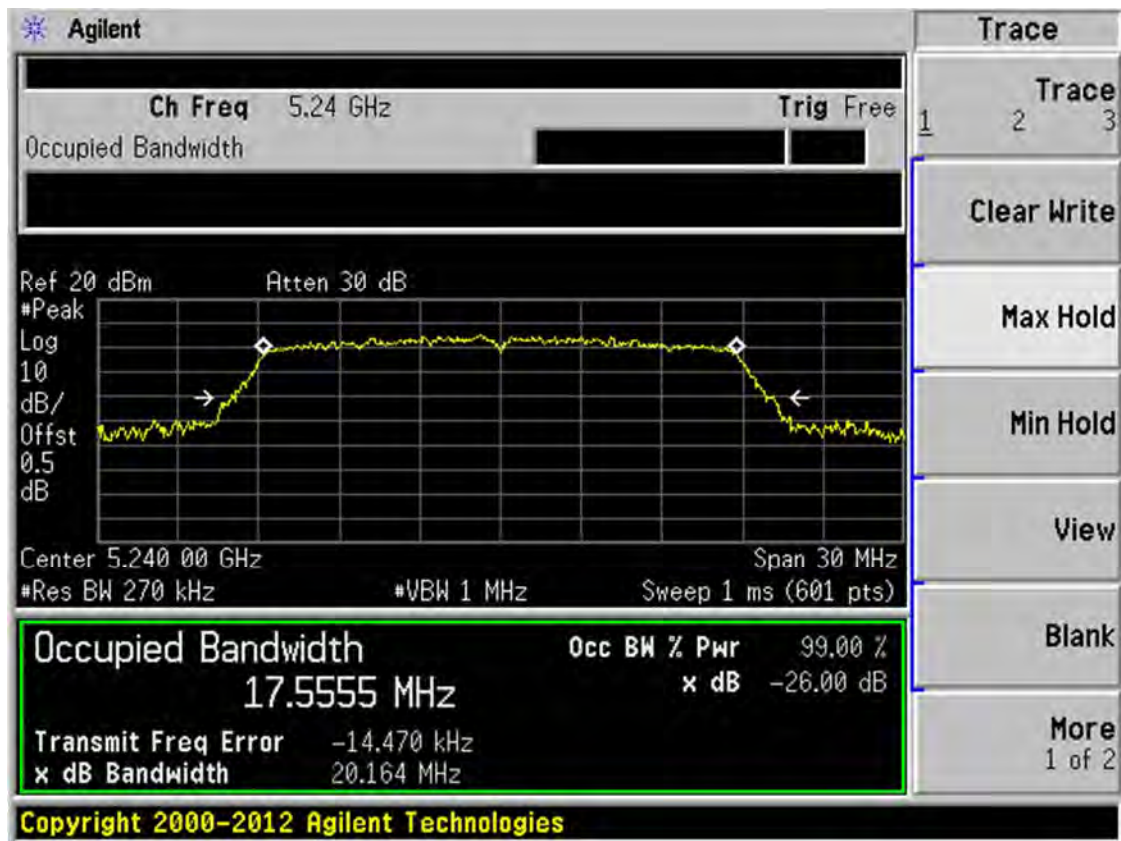 Agilent
Trace
Ch Freq 5.24 GHz Trig Free
Occupied Bandwidth
Trace
1 2 3
Clear Write
Max Hold
Min Hold
View
Blank
More
1 of 2
Ref 20 dBm Atten 30 dB
#Peak
Log
10
dB/
Offst
0.5
dB
Center 5.240 00 GHz Span 30 MHz
#Res BW 270 kHz #VBW 1 MHz Sweep 1 ms (601 pts)
Occupied Bandwidth
17.5555 MHz
Occ BW % Pwr 99.00 %
x dB -26.00 dB
Transmit Freq Error -14.470 kHz
x dB Bandwidth 20.164 MHz
Copyright 2000-2012 Agilent Technologies